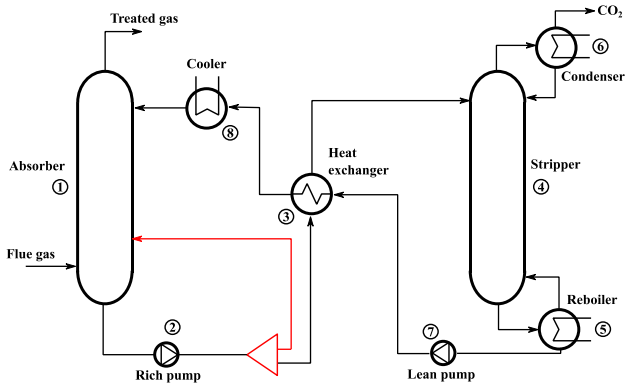 Treated gas
CO₂
⑥
Cooler
Condenser
⑧
Heat
exchanger
Absorber
①
Stripper
④
③
Flue gas
Reboiler
②
⑦
⑤
Rich pump
Lean pump